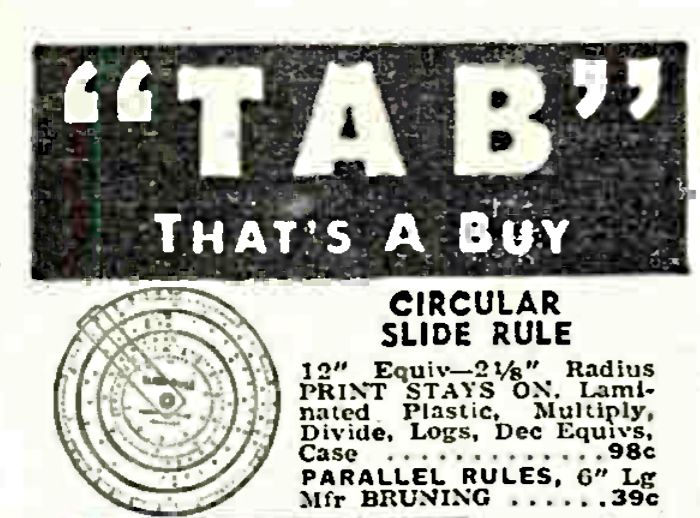 “TAB”
THAT'S A BUY
CIRCULAR
SLIDE RULE
12" Equiv—2⅛" Radius
PRINT STAYS ON. Lami-
nated Plastic, Multiply,
Divide, Logs, Dec Equivs,
Case .............98c
PARALLEL RULES, 6" Lg
Mfr BRUNING ......39c